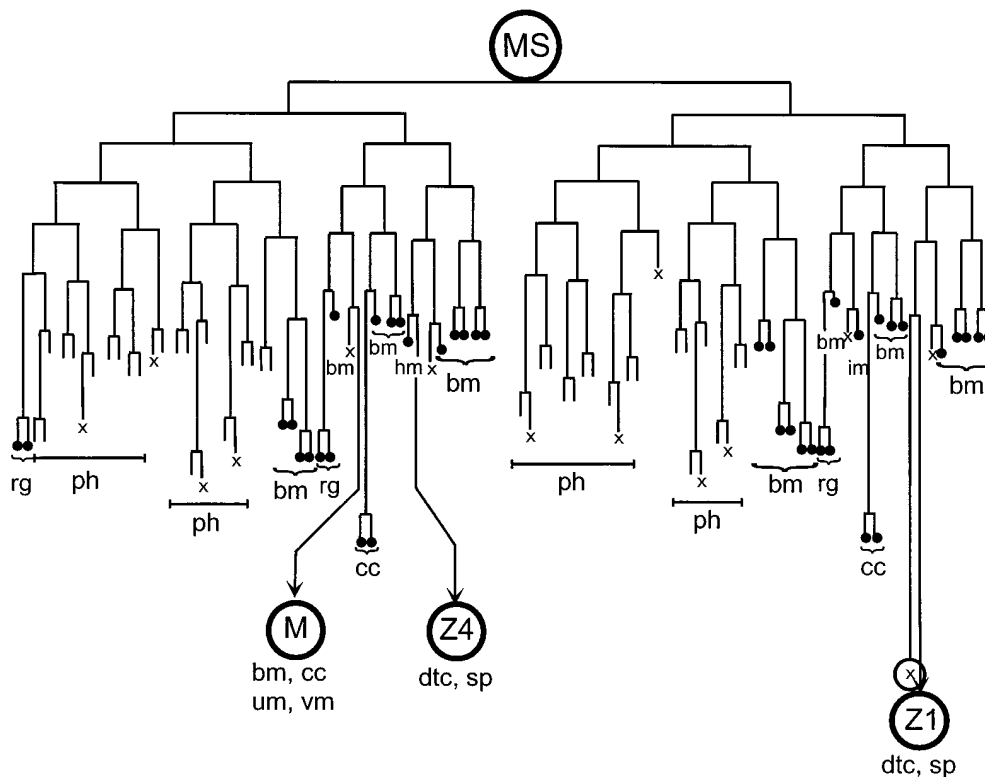 MS
x
x
bm
x
bm
hm
x
bm
bm
x
im
bm
x
bm
x
x
x
x
x
x
x
x
rg
ph
ph
bm
rg
ph
ph
bm
rg
cc
cc
M
bm, cc
um, vm
Z4
dtc, sp
x
Z1
dtc, sp